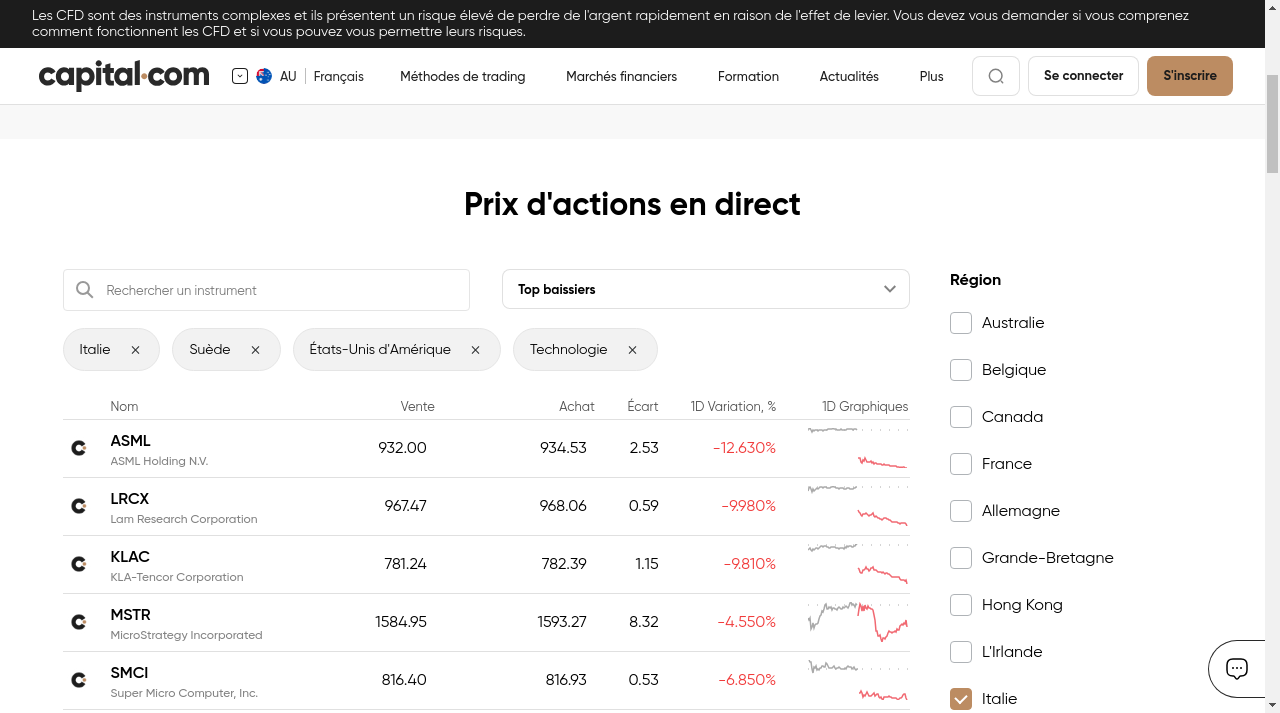 Les CFD sont des instruments complexes et ils présentent un risque élevé de perdre de l'argent rapidement en raison de l'effet de levier. Vous devez vous demander si vous comprenez
comment fonctionnent les CFD et si vous pouvez vous permettre leurs risques.
capital.com AU Français Méthodes de trading Marchés financiers Formation Actualités Plus Se connecter S'inscrire
Prix d'actions en direct
Rechercher un instrument
Top baissiers
Italie
Suède
États-Unis d'Amérique
Technologie
Nom Vente Achat Écart 1D Variation, % 1D Graphiques
ASML 932.00 934.53 2.53 -12.630%
ASML Holding N.V.
LRCX 967.47 968.06 0.59 -9.980%
Lam Research Corporation
KLAC 781.24 782.39 1.15 -9.810%
KLA-Tencor Corporation
MSTR 1584.95 1593.27 8.32 -4.550%
MicroStrategy Incorporated
SMCI 816.40 816.93 0.53 -6.850%
Super Micro Computer, Inc.
Région
Australie
Belgique
Canada
France
Allemagne
Grande-Bretagne
Hong Kong
L'Irlande
Italie